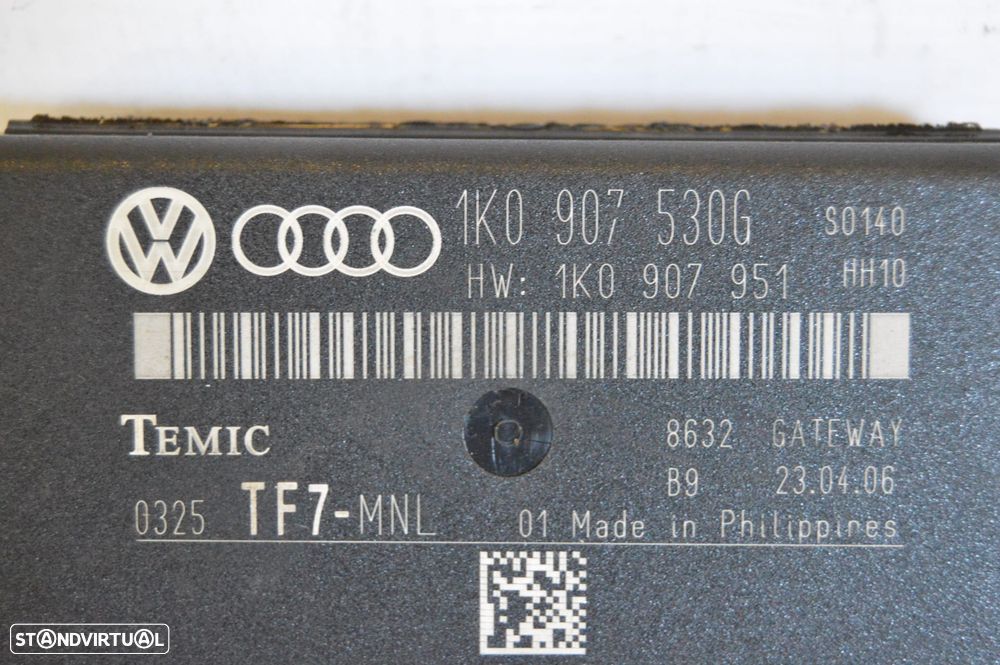 1K0 907 530G S0140
HW: 1K0 907 951 HH10
TEMIC
8632 GATEWAY
B9 23.04.06
0325 TF7-MNL 01 Made in Philippines
STANDVIRTUAL